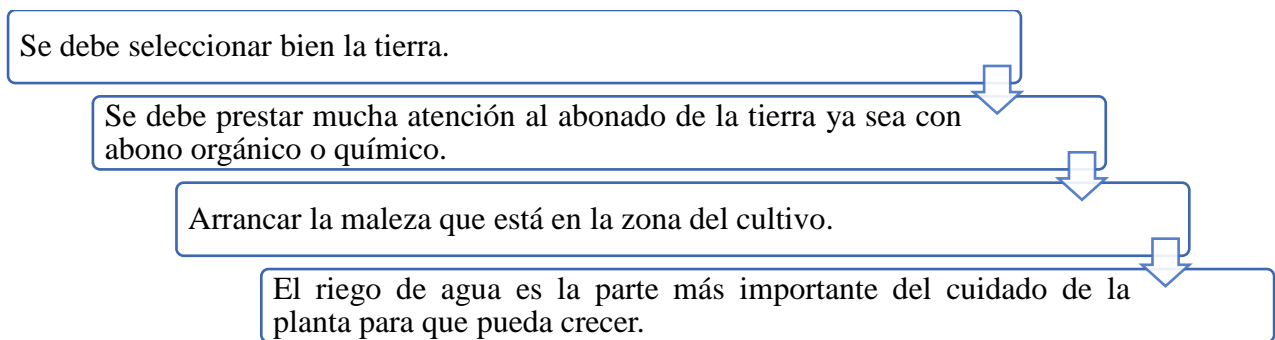 Se debe seleccionar bien la tierra.
Se debe prestar mucha atención al abonado de la tierra ya sea con
abono orgánico o químico.
Arrancar la maleza que está en la zona del cultivo.
El riego de agua es la parte más importante del cuidado de la
planta para que pueda crecer.